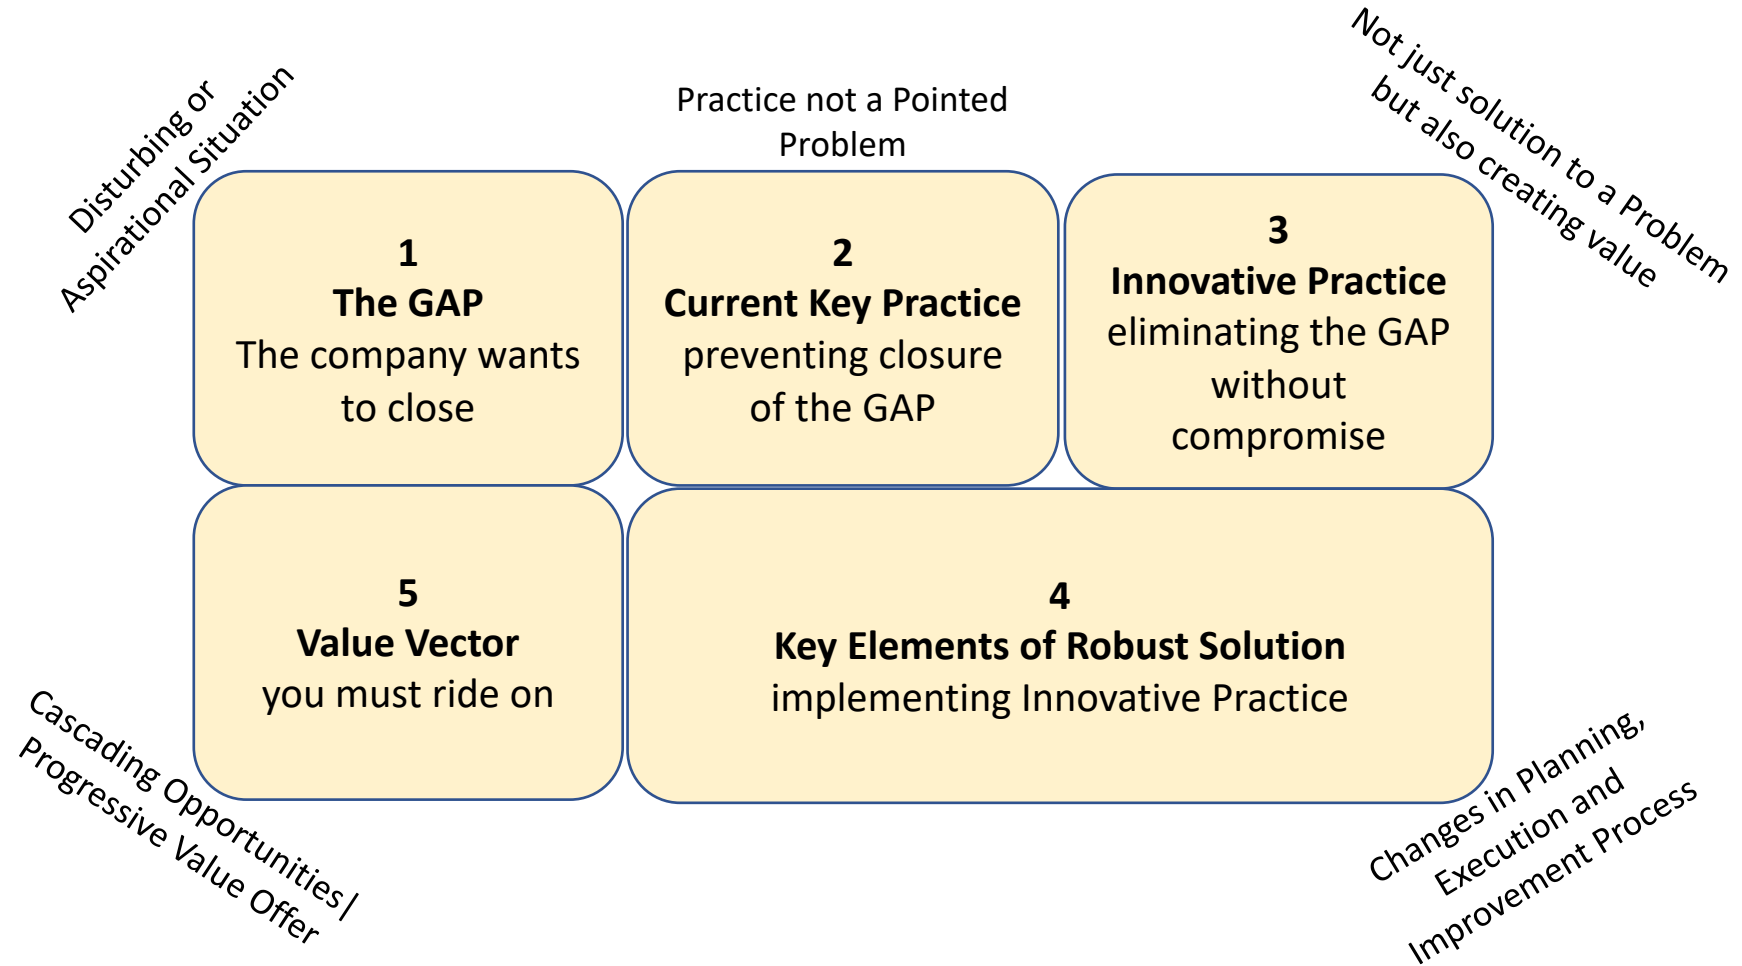 Disturbing or
Aspirational Situation
Practice not a Pointed
Problem
Not just solution to a Problem
but also creating value
1
The GAP
The company wants
to close
2
Current Key Practice
preventing closure
of the GAP
3
Innovative Practice
eliminating the GAP
without
compromise
5
Value Vector
you must ride on
4
Key Elements of Robust Solution
implementing Innovative Practice
Cascading Opportunities|
Progressive Value Offer
Changes in Planning,
Execution and
Improvement Process